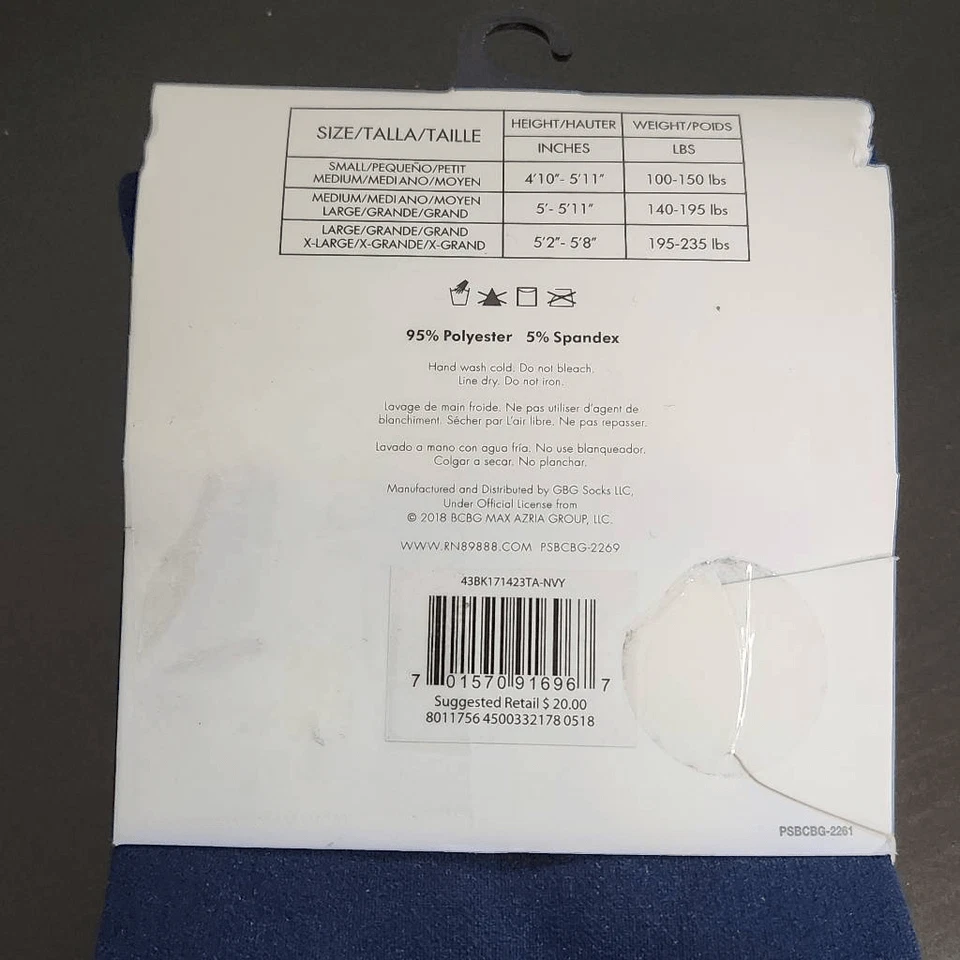 SIZE/TALLA/TAILLE
HEIGHT/HAUTER
WEIGHT/POIDS
INCHES
LBS
SMALL/PEQUEÑO/PETIT
MEDIUM/MEDIANO/MOYEN
4'10"- 5'11"
100-150 lbs
MEDIUM/MEDIANO/MOYEN
LARGE/GRANDE/GRAND
5'- 5'11"
140-195 lbs
LARGE/GRANDE/GRAND
X-LARGE/X-GRANDE/X-GRAND
5'2"- 5'8"
195-235 lbs
95% Polyester 5% Spandex
Hand wash cold. Do not bleach.
Line dry. Do not iron.
Lavage de main froide. Ne pas utiliser d'agent de
blanchiment. Sécher par L'air libre. Ne pas repasser.
Lavado a mano con agua fría. No use blanqueador.
Colgar a secar. No planchar.
Manufactured and Distributed by GBG Socks LLC,
Under Official License from
© 2018 BCBG MAX AZRIA GROUP, LLC.
WWW.RN89888.COM PSBCBG-2269
43BK171423TA-NVY
7 01570 91696 7
Suggested Retail $ 20.00
8011756 4500332178 0518
PSBCBG-2261